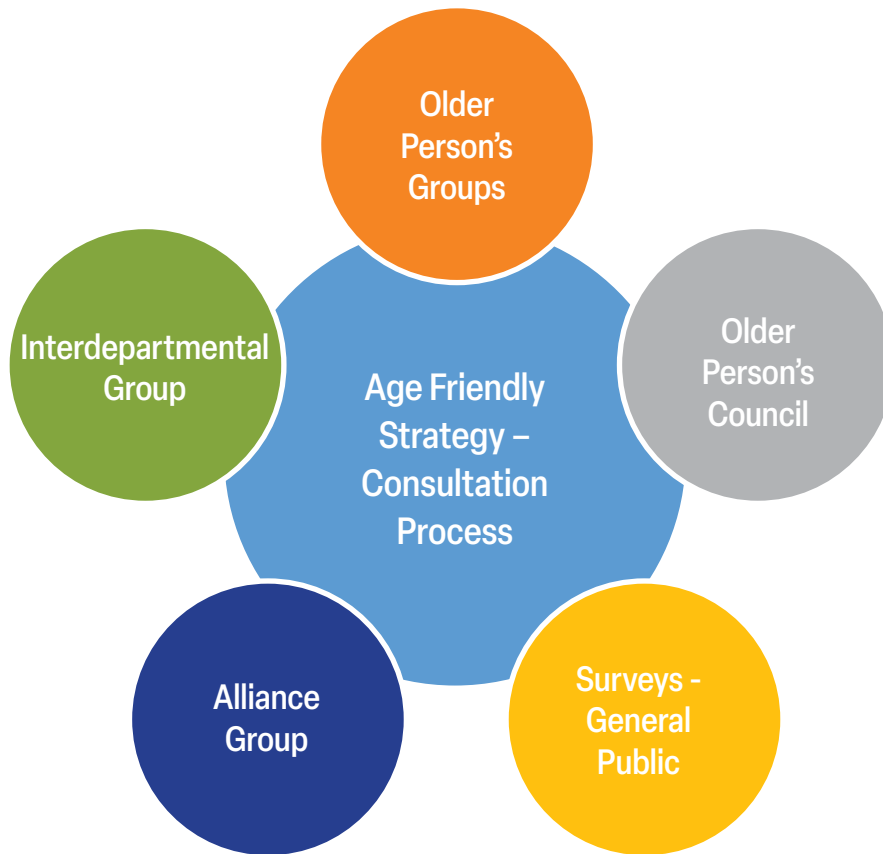 Older
Person’s
Groups
Older
Person’s
Council
Interdepartmental
Group
Age Friendly
Strategy –
Consultation
Process
Alliance
Group
Surveys -
General
Public